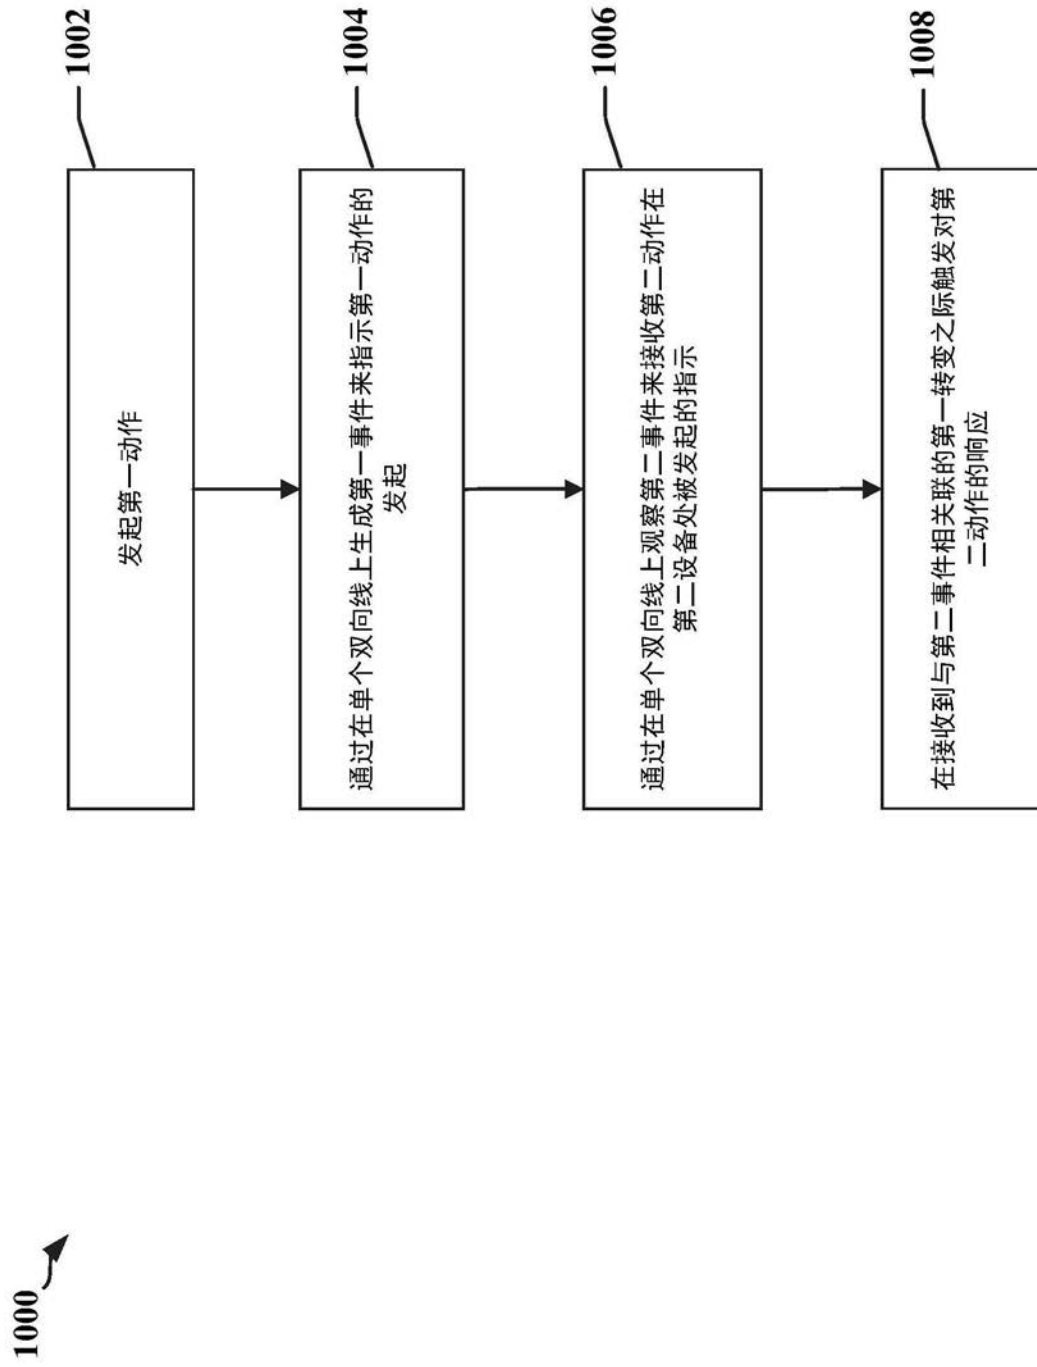 1000
1002
发起第一动作
1004
通过在单个双向线上生成第一事件来指示第一动作的
发起
1006
通过在单个双向线上观察第二事件来接收第二动作在
第二设备处被发起的指示
1008
在接收到与第二事件相关联的第一转变之际触发对第
二动作的响应